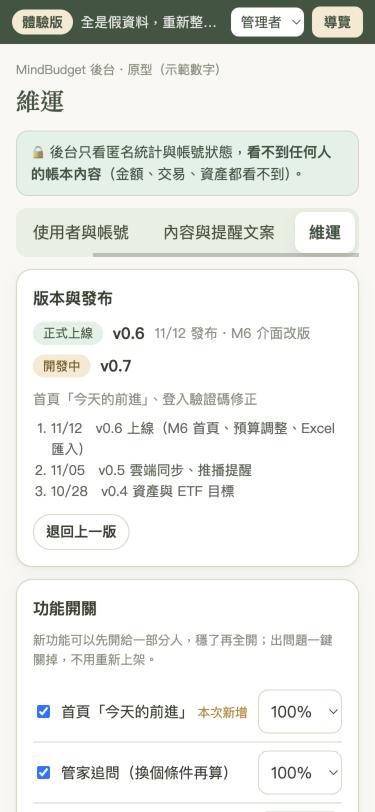 體驗版 全是假資料，重新整... 管理者 導覽
MindBudget 後台 · 原型（示範數字）
維運
🔒 後台只看匿名統計與帳號狀態，看不到任何人
的帳本內容（金額、交易、資產都看不到）。
使用者與帳號 內容與提醒文案 維運
版本與發布
正式上線 v0.6 11/12 發布 · M6 介面改版
開發中 v0.7
首頁「今天的前進」、登入驗證碼修正
1. 11/12 v0.6 上線（M6 首頁、預算調整、Excel
匯入）
2. 11/05 v0.5 雲端同步、推播提醒
3. 10/28 v0.4 資產與 ETF 目標
退回上一版
功能開關
新功能可以先開給一部分人，穩了再全開；出問題一鍵
關掉，不用重新上架。
首頁「今天的前進」 本次新增 100%
管家追問（換個條件再算） 100%